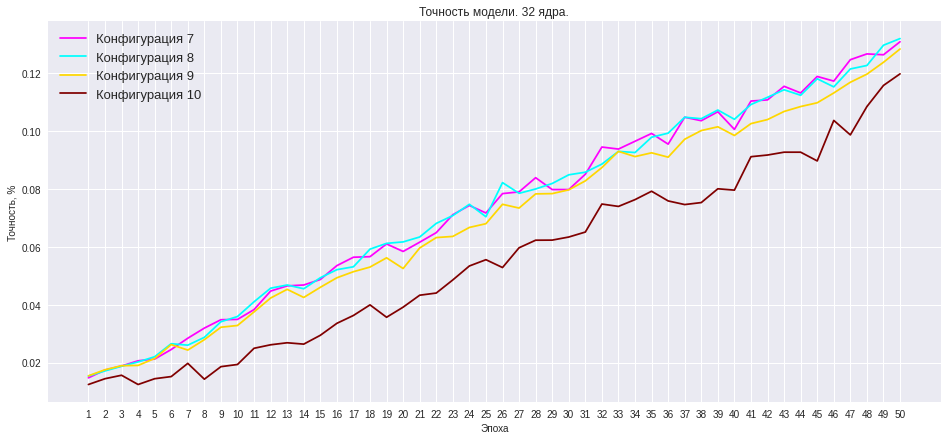 Точность модели. 32 ядра.
Конфигурация 7
Конфигурация 8
Конфигурация 9
Конфигурация 10
Точность, %
0.12
0.10
0.08
0.06
0.04
0.02
1 2 3 4 5 6 7 8 9 10 11 12 13 14 15 16 17 18 19 20 21 22 23 24 25 26 27 28 29 30 31 32 33 34 35 36 37 38 39 40 41 42 43 44 45 46 47 48 49 50
Эпоха